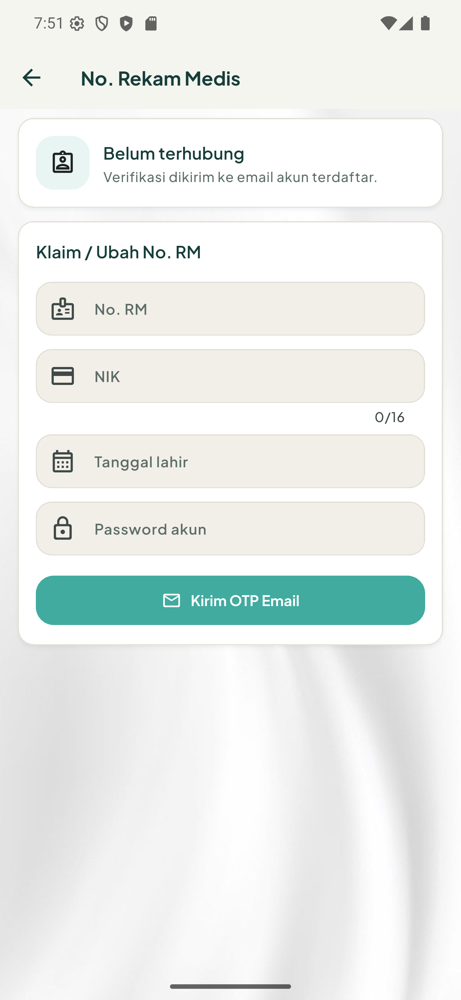 7:51
No. Rekam Medis
Belum terhubung
Verifikasi dikirim ke email akun terdaftar.
Klaim / Ubah No. RM
No. RM
NIK
0/16
Tanggal lahir
Password akun
Kirim OTP Email